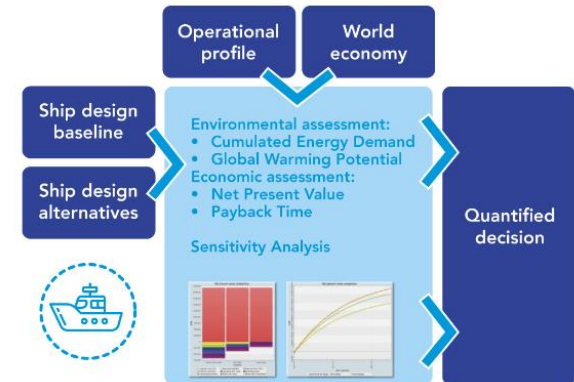 Operational
profile
World
economy
Ship design
baseline
Ship design
alternatives
Environmental assessment:
• Cumulated Energy Demand
• Global Warming Potential
Economic assessment:
• Net Present Value
• Payback Time
Sensitivity Analysis
Quantified
decision